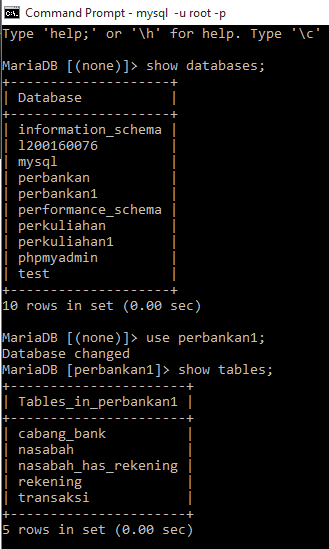 Command Prompt - mysql -u root -p
Type 'help;' or '\h' for help. Type '\c'
MariaDB [(none)]> show databases;
+--------------------+
| Database           |
+--------------------+
| information_schema |
| l200160076         |
| mysql              |
| perbankan          |
| perbankan1         |
| performance_schema |
| perkuliahan        |
| perkuliahan1       |
| phpmyadmin         |
| test               |
+--------------------+
10 rows in set (0.00 sec)
MariaDB [(none)]> use perbankan1;
Database changed
MariaDB [perbankan1]> show tables;
+----------------------+
| Tables_in_perbankan1 |
+----------------------+
| cabang_bank          |
| nasabah              |
| nasabah_has_rekening |
| rekening             |
| transaksi            |
+----------------------+
5 rows in set (0.00 sec)